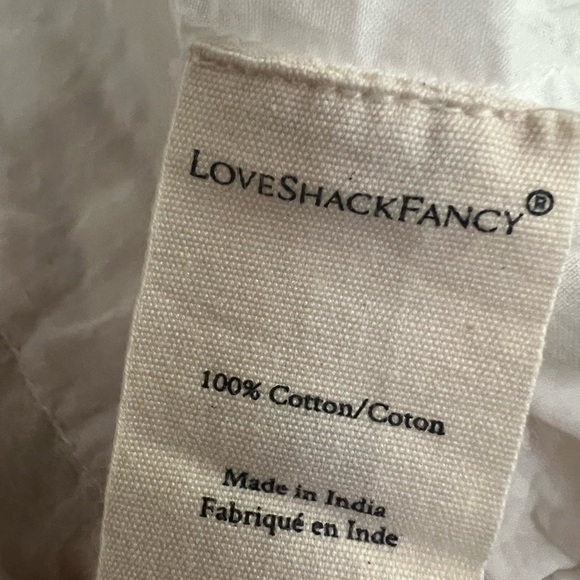 LOVESHACKFANCY®
100% Cotton/Coton
Made in India
Fabriqué en Inde